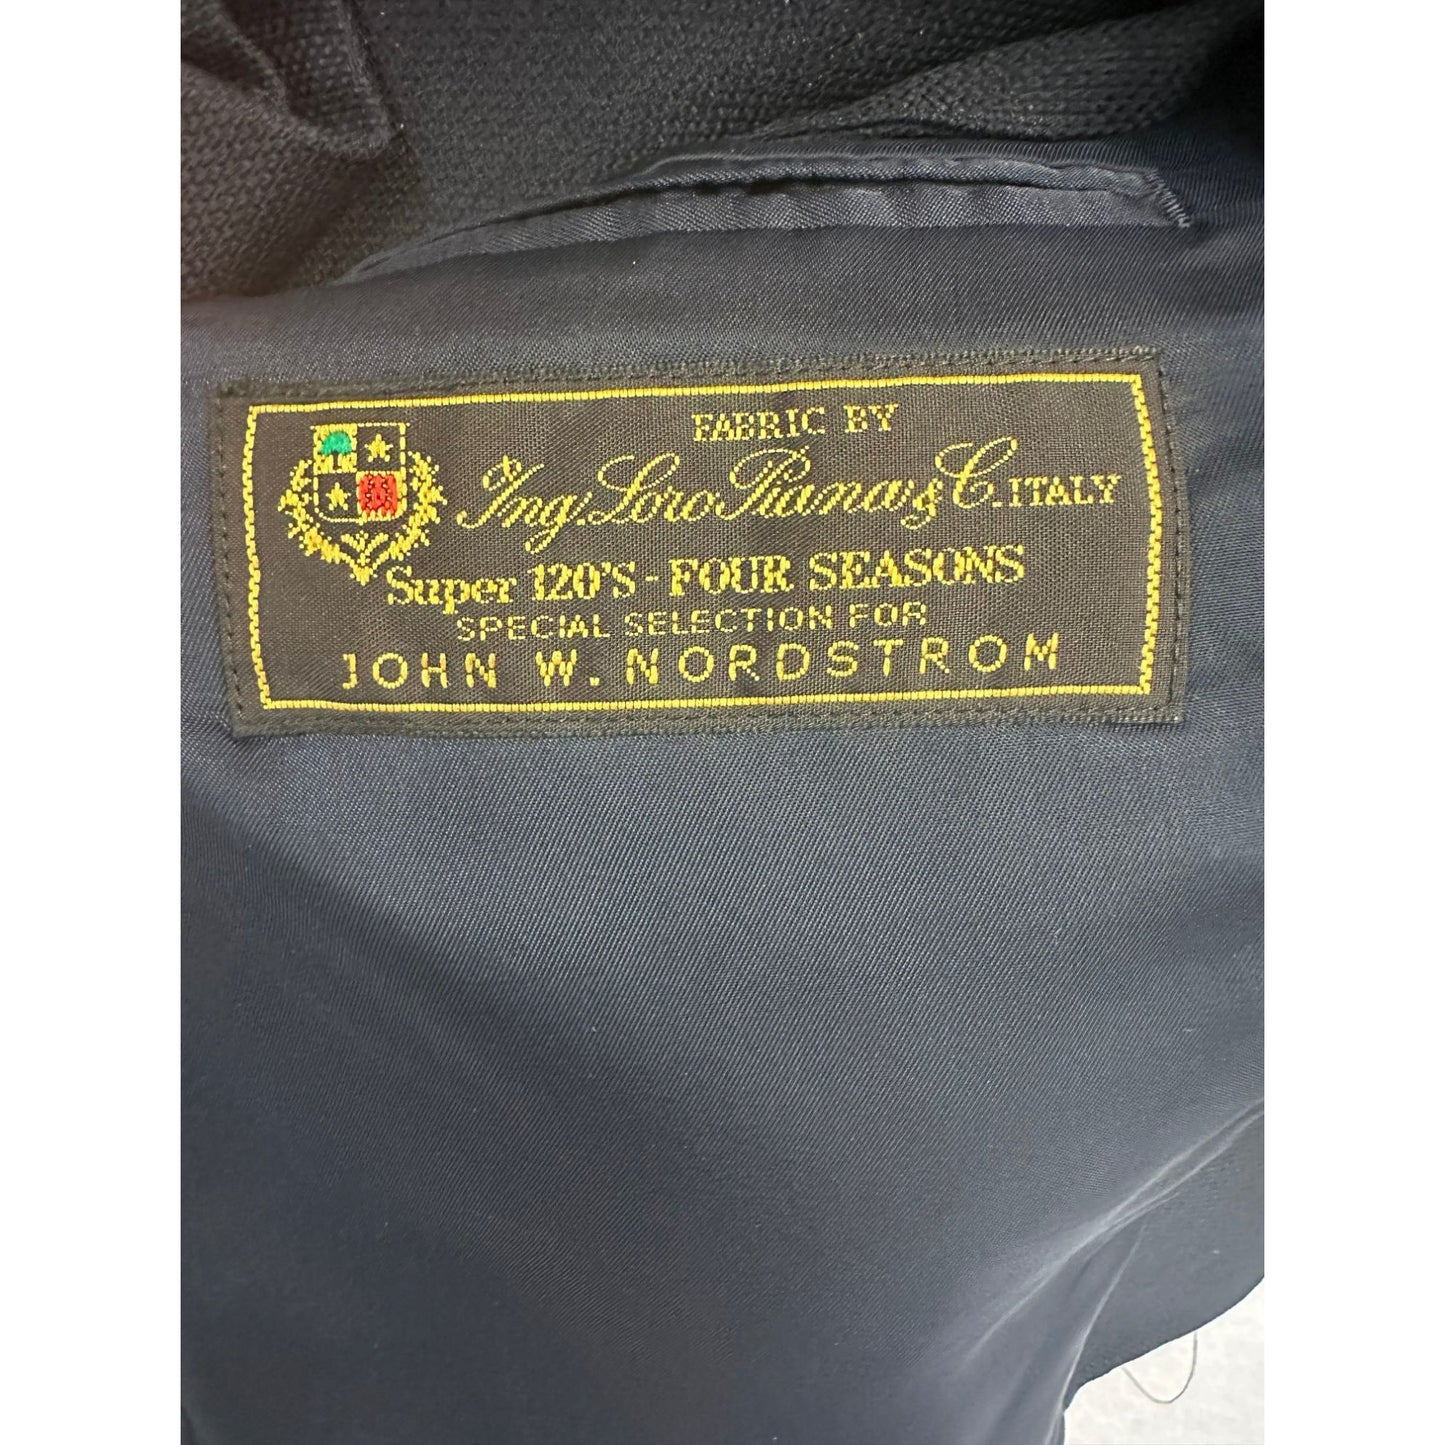 FABRIC BY
Ing. Loro Piana & C. ITALY
Super 120'S - FOUR SEASONS
SPECIAL SELECTION FOR
JOHN W. NORDSTROM